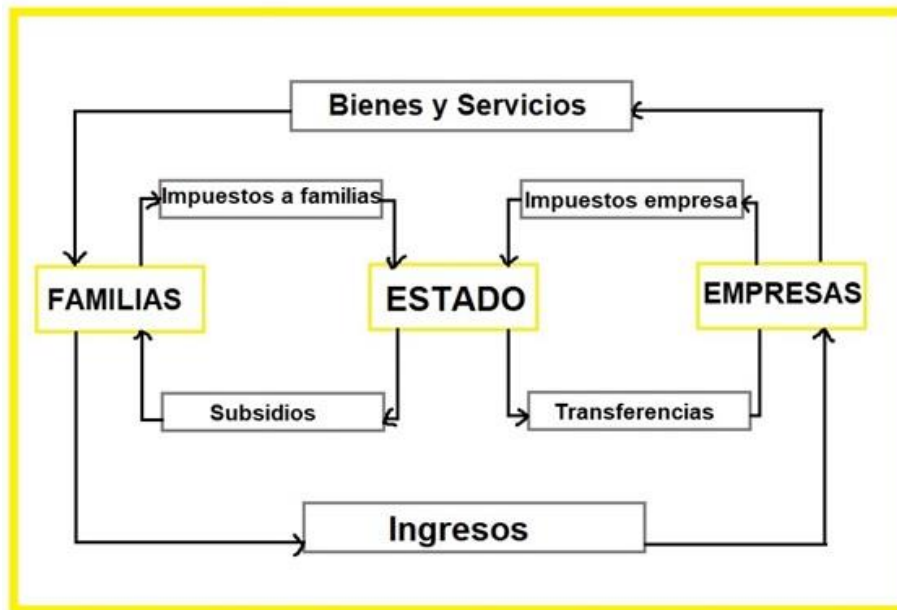 Bienes y Servicios
Impuestos a familias
Impuestos empresa
FAMILIAS
ESTADO
EMPRESAS
Subsidios
Transferencias
Ingresos